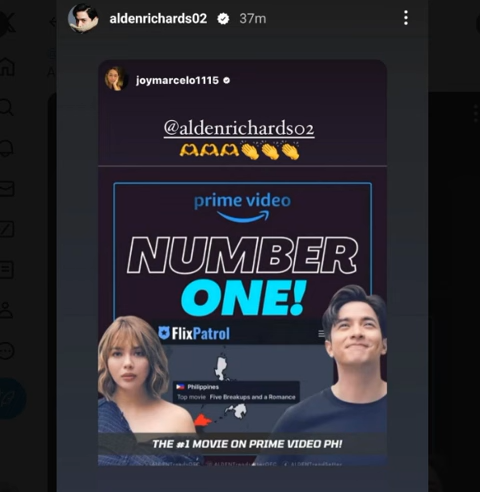 aldenrichards02 37m
joymarcelo1115
@aldenrichards02
prime video
NUMBER
ONE!
FlixPatrol
Philippines
Top movie Five Breakups and a Romance
THE #1 MOVIE ON PRIME VIDEO PH!